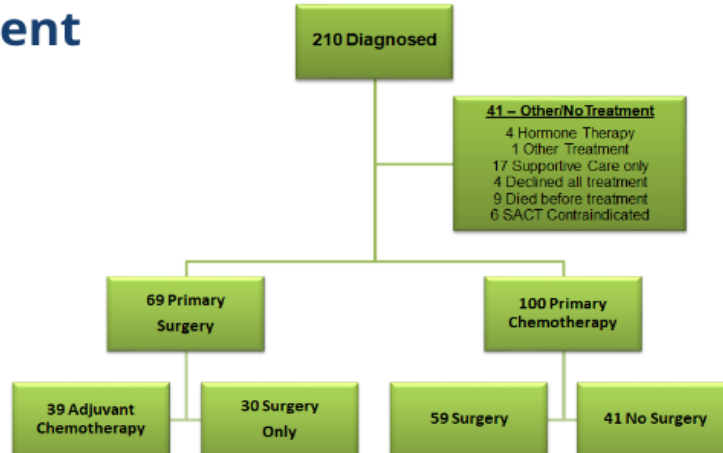 ent
210 Diagnosed
41 – Other/NoTreatment
4 Hormone Therapy
1 Other Treatment
17 Supportive Care only
4 Declined all treatment
9 Died before treatment
6 SACT Contraindicated
69 Primary
Surgery
100 Primary
Chemotherapy
39 Adjuvant
Chemotherapy
30 Surgery
Only
59 Surgery
41 No Surgery